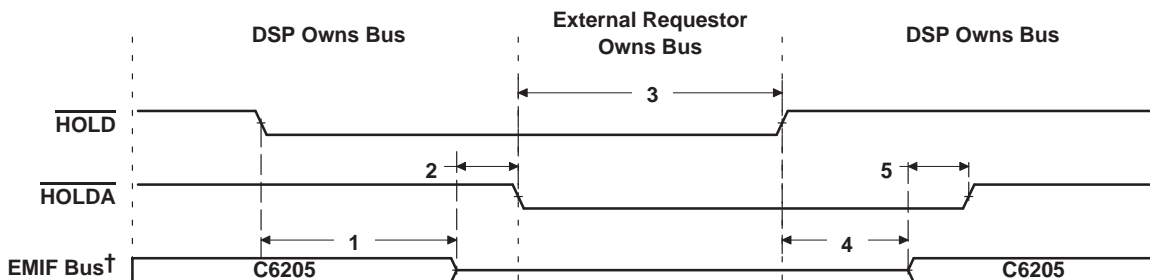 DSP Owns Bus
External Requestor
Owns Bus
DSP Owns Bus
3
HOLD
2
5
HOLDA
1
4
EMIF Bus†
C6205
C6205